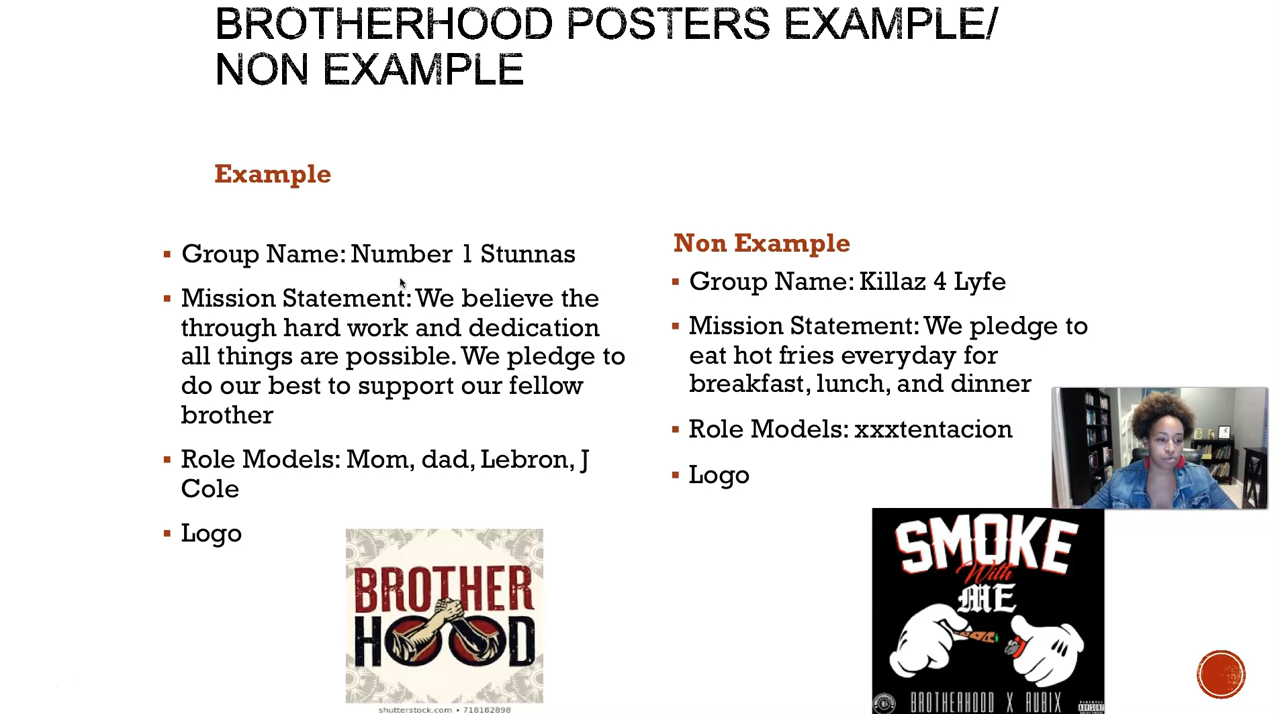 BROTHERHOOD POSTERS EXAMPLE/
NON EXAMPLE
Example
Group Name: Number 1 Stunnas
Mission Statement: We believe the
through hard work and dedication
all things are possible. We pledge to
do our best to support our fellow
brother
Role Models: Mom, dad, Lebron, J
Cole
Logo
BROTHER
HOOD
shutterstock.com • 718182898
Non Example
Group Name: Killaz 4 Lyfe
Mission Statement: We pledge to
eat hot fries everyday for
breakfast, lunch, and dinner
Role Models: xxxtentacion
Logo
SMOKE
With
ME
BROTHERHOOD X RUBIX